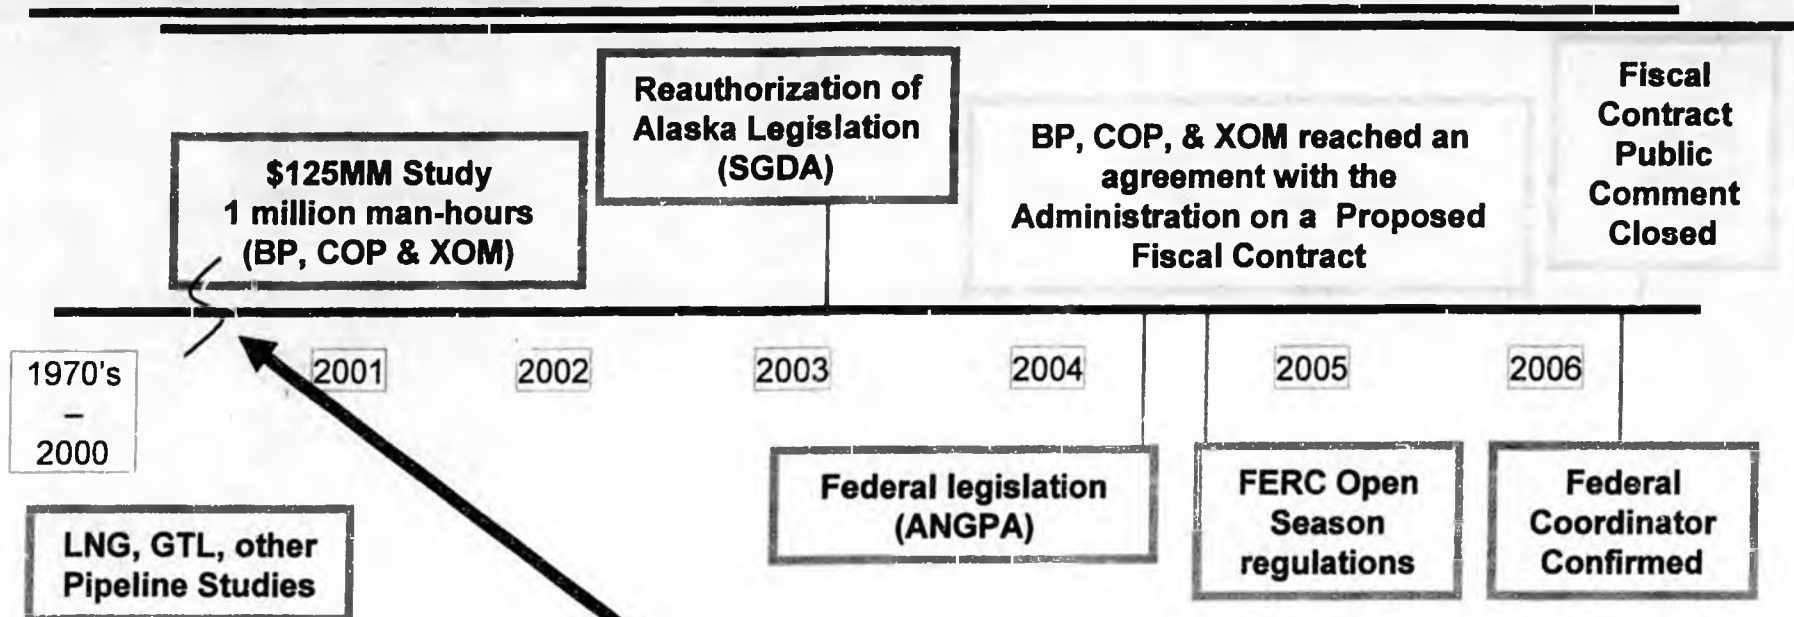 Reauthorization of
Alaska Legislation
(SGDA)
Fiscal
Contract
Public
Comment
Closed
$125MM Study
1 million man-hours
(BP, COP & XOM)
BP, COP, & XOM reached an
agreement with the
Administration on a Proposed
Fiscal Contract
1970's
–
2000
2001
2002
2003
2004
2005
2006
LNG, GTL, other
Pipeline Studies
Federal legislation
(ANGPA)
FERC Open
Season
regulations
Federal
Coordinator
Confirmed